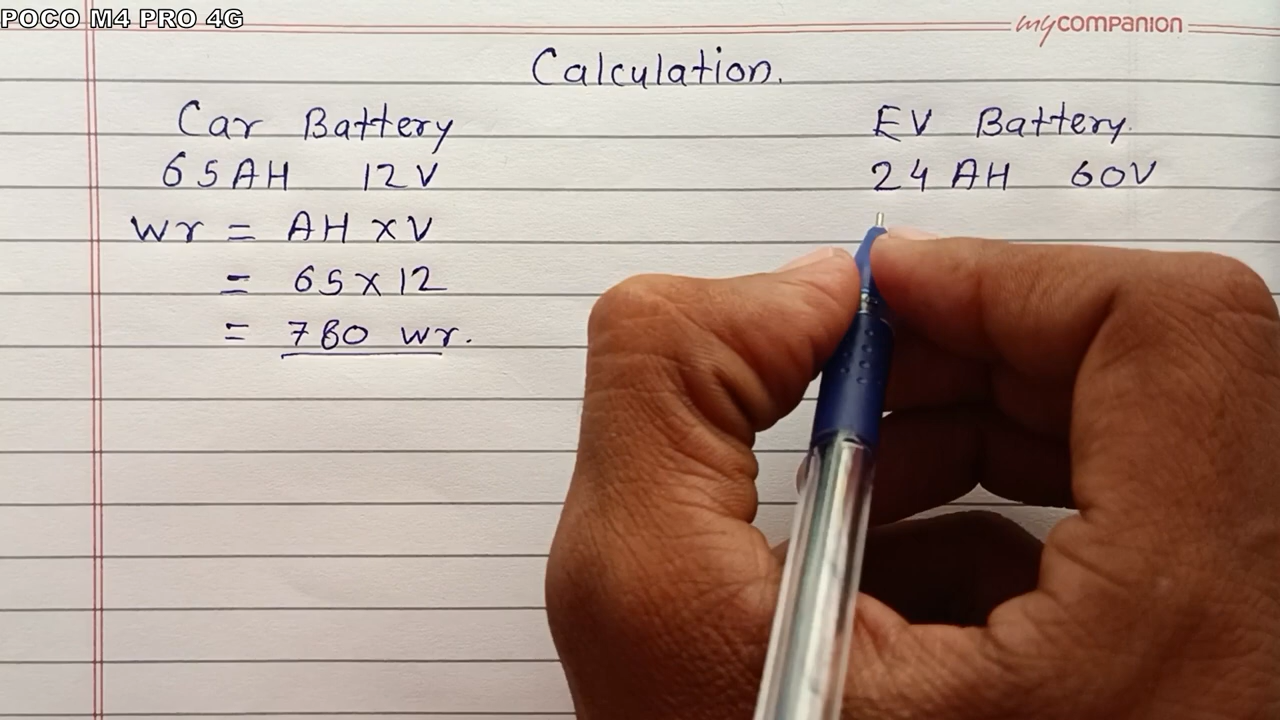 POCO M4 PRO 4G
mycompanion
Calculation.
Car Battery
65AH 12V
Wr = AH x V
= 65 x 12
= 780 Wr.
EV Battery.
24 AH 60V